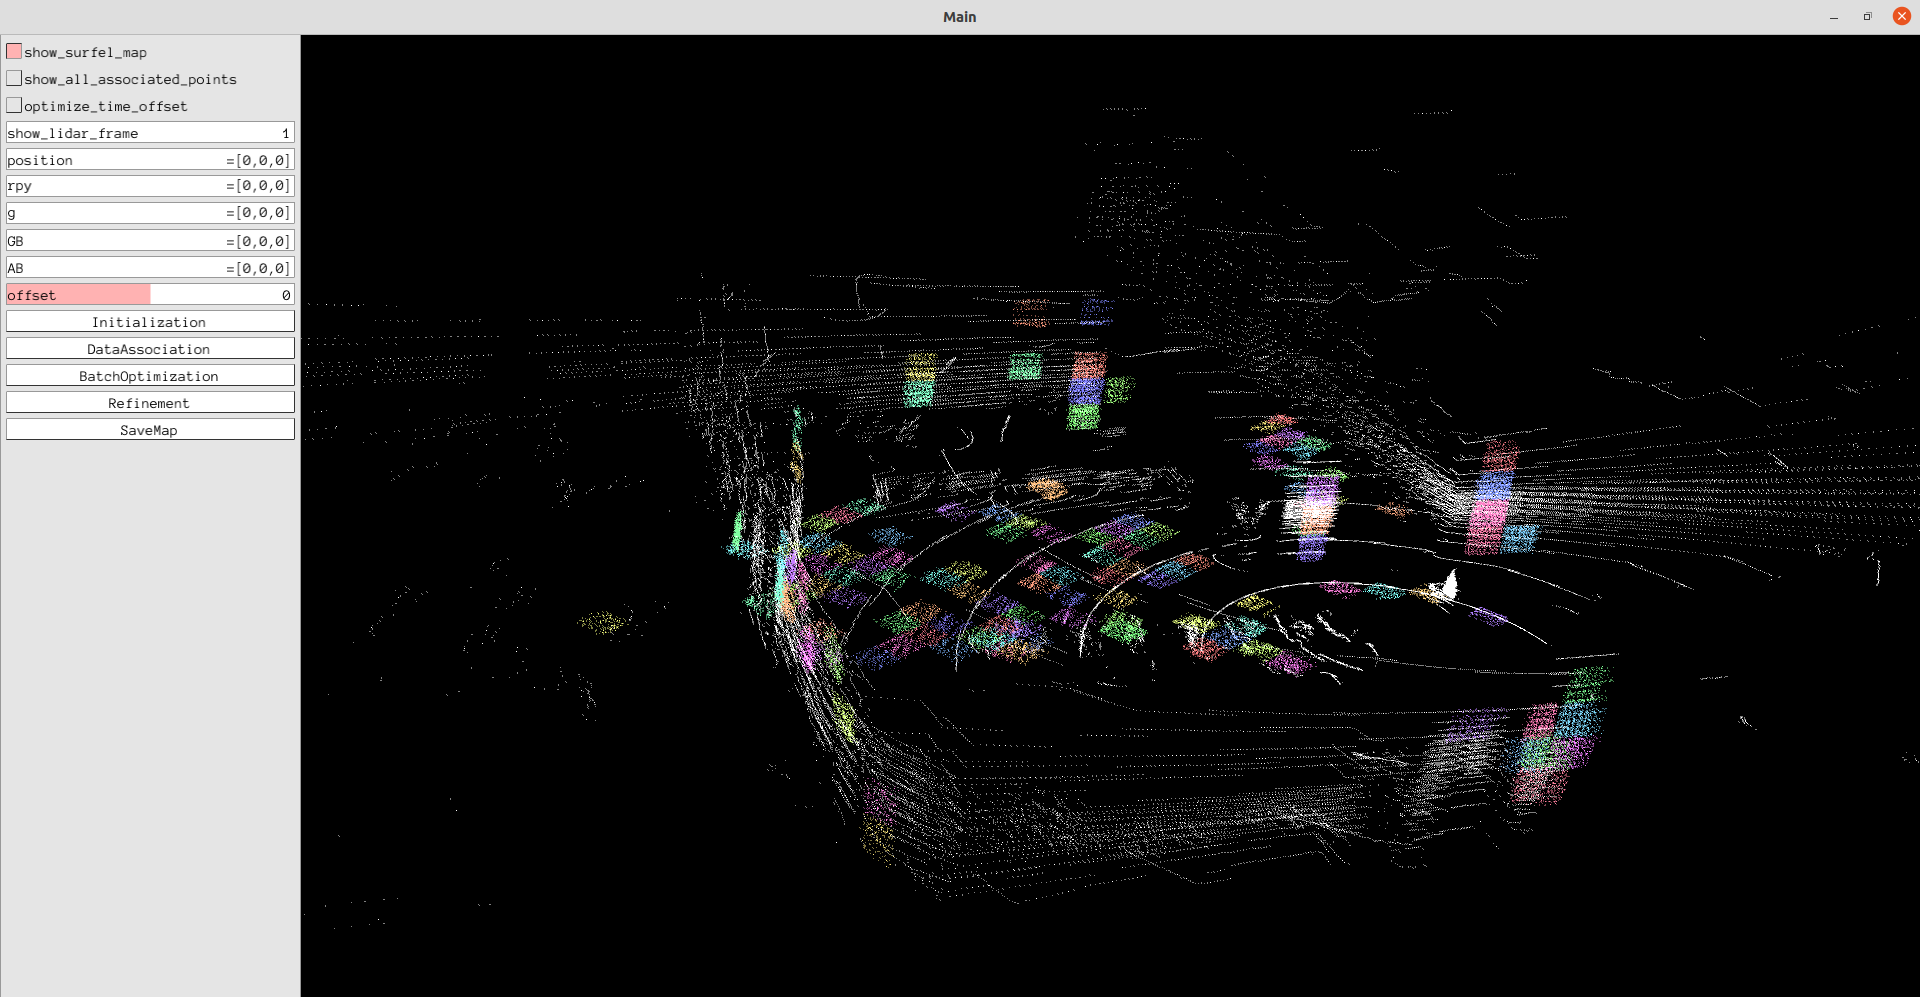 Main
show_surfel_map
show_all_associated_points
optimize_time_offset
show_lidar_frame 1
position =[0,0,0]
rpy =[0,0,0]
g =[0,0,0]
GB =[0,0,0]
AB =[0,0,0]
offset 0
Initialization
DataAssociation
BatchOptimization
Refinement
SaveMap